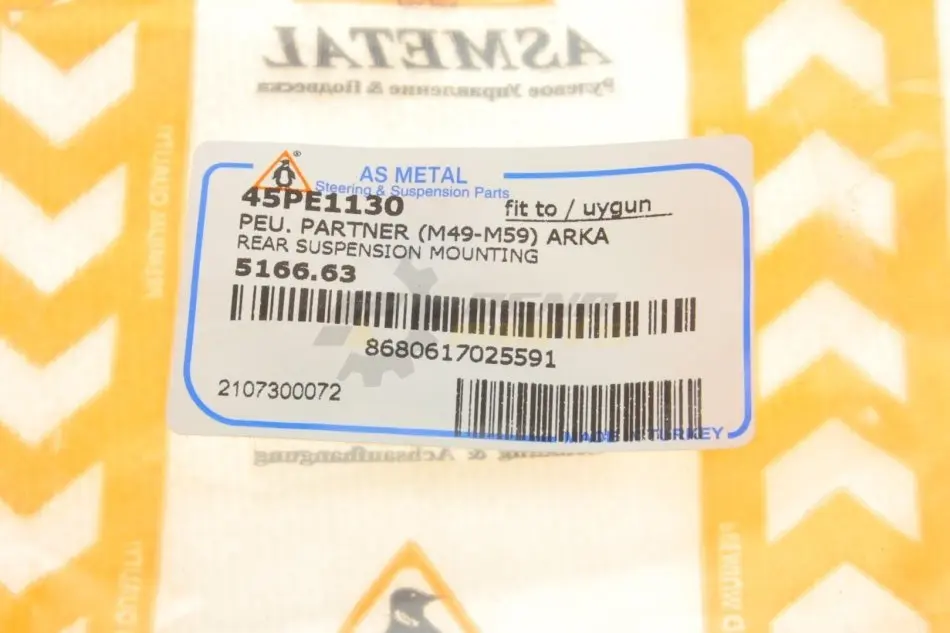 ASMETAL
Рулевое Управление & Подвеска
AS METAL
Steering & Suspension Parts
45PE1130
fit to / uygun
PEU. PARTNER (M49-M59) ARKA
REAR SUSPENSION MOUNTING
5166.63
8680617025591
2107300072
MADE IN TURKEY
& Achsaufhangung